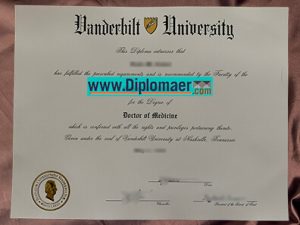 Vanderbilt University
This Diploma witnesses that
has fulfilled the prescribed requirements and is recommended by the Faculty of the
www.Diplomaer.com
for the Degree of
Doctor of Medicine
which is conferred with all the rights and privileges pertaining thereto.
Given under the seal of Vanderbilt University at Nashville, Tennessee